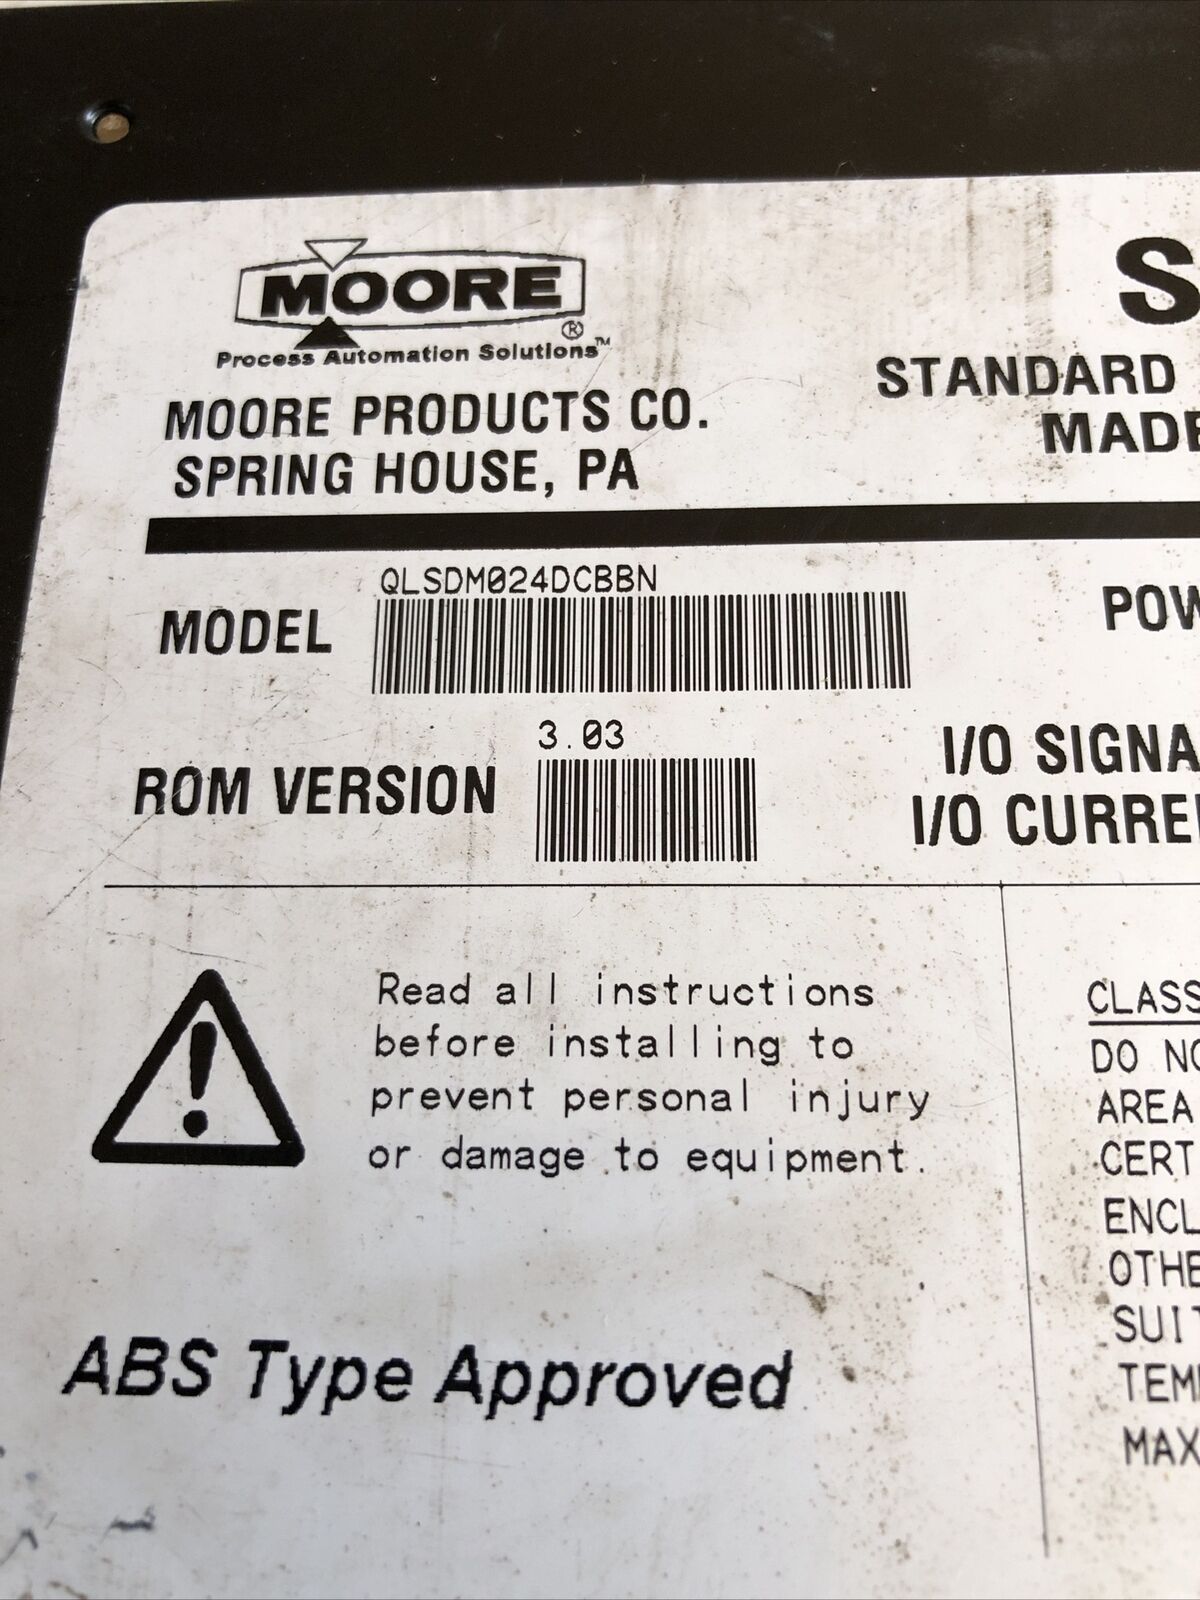 MOORE ®
Process Automation Solutions™
MOORE PRODUCTS CO.
SPRING HOUSE, PA
S
STANDARD
MADE
MODEL
QLSDM024DCBBN
POW
ROM VERSION
3.03
I/O SIGNA
I/O CURRE
Read all instructions
before installing to
prevent personal injury
or damage to equipment.
ABS Type Approved
CLASS
DO NO
AREA
CERT
ENCL
OTHE
SUIT
TEM
MAX